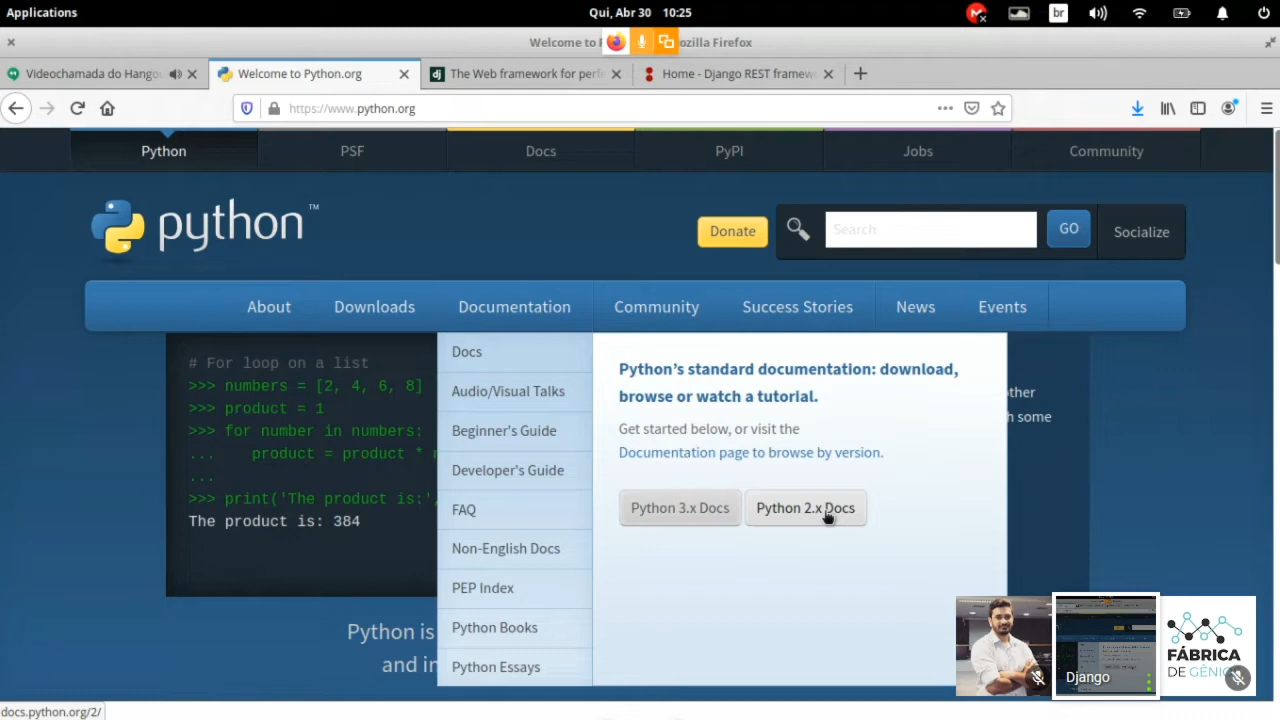 Applications
Qui, Abr 30 10:25
br
Welcome to F ozilla Firefox
Videochamada do Hangou
Welcome to Python.org
The Web framework for perfe
Home - Django REST framew
https://www.python.org
Python
PSF
Docs
PyPI
Jobs
Community
python™
Donate
Search
GO
Socialize
About
Downloads
Documentation
Community
Success Stories
News
Events
# For loop on a list
>>> numbers = [2, 4, 6, 8]
>>> product = 1
>>> for number in numbers:
... product = product * n
...
>>> print('The product is:',
The product is: 384
Docs
Audio/Visual Talks
Beginner's Guide
Developer's Guide
FAQ
Non-English Docs
PEP Index
Python Books
Python Essays
Python's standard documentation: download,
browse or watch a tutorial.
Get started below, or visit the
Documentation page to browse by version.
Python 3.x Docs
Python 2.x Docs
other
h some
Python is
and in
Django
FÁBRICA
DE GÊNIO
docs.python.org/2/